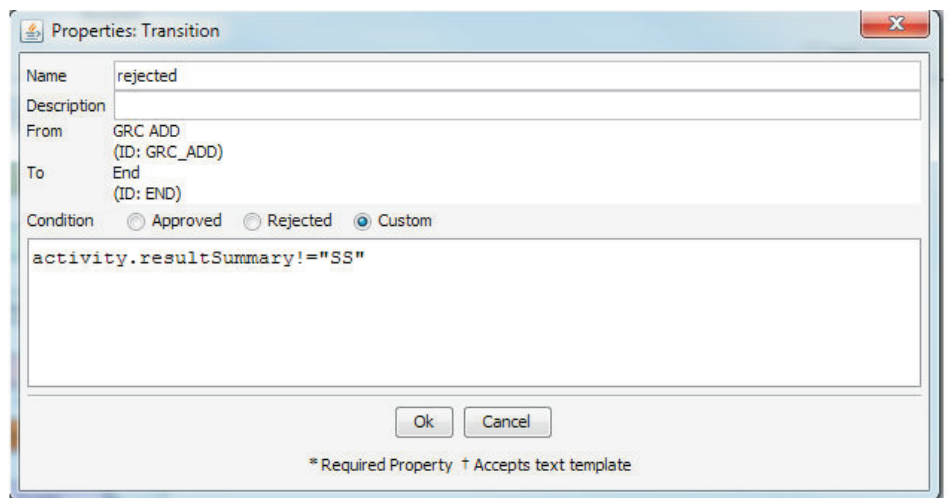 Properties: Transition
Name rejected
Description
From GRC ADD
(ID: GRC_ADD)
To End
(ID: END)
Condition Approved Rejected Custom
activity.resultSummary!="SS"
Ok Cancel
* Required Property † Accepts text template